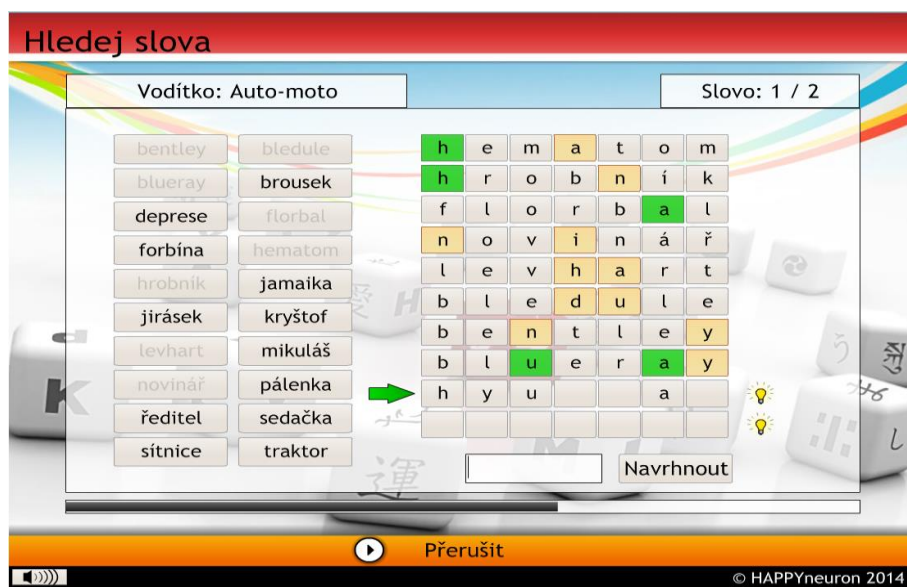 Hledej slova
Vodítko: Auto-moto
Slovo: 1 / 2
bentley bledule
blueray brousek
deprese florbal
forbína hematom
hrobník jamaika
jirásek kryštof
levhart mikuláš
novinář pálenka
ředitel sedačka
sítnice traktor
h e m a t o m
h r o b n í k
f l o r b a l
n o v i n á ř
l e v h a r t
b l e d u l e
b e n t l e y
b l u e r a y
h y u a
Navrhnout
Přerušit
© HAPPYneuron 2014